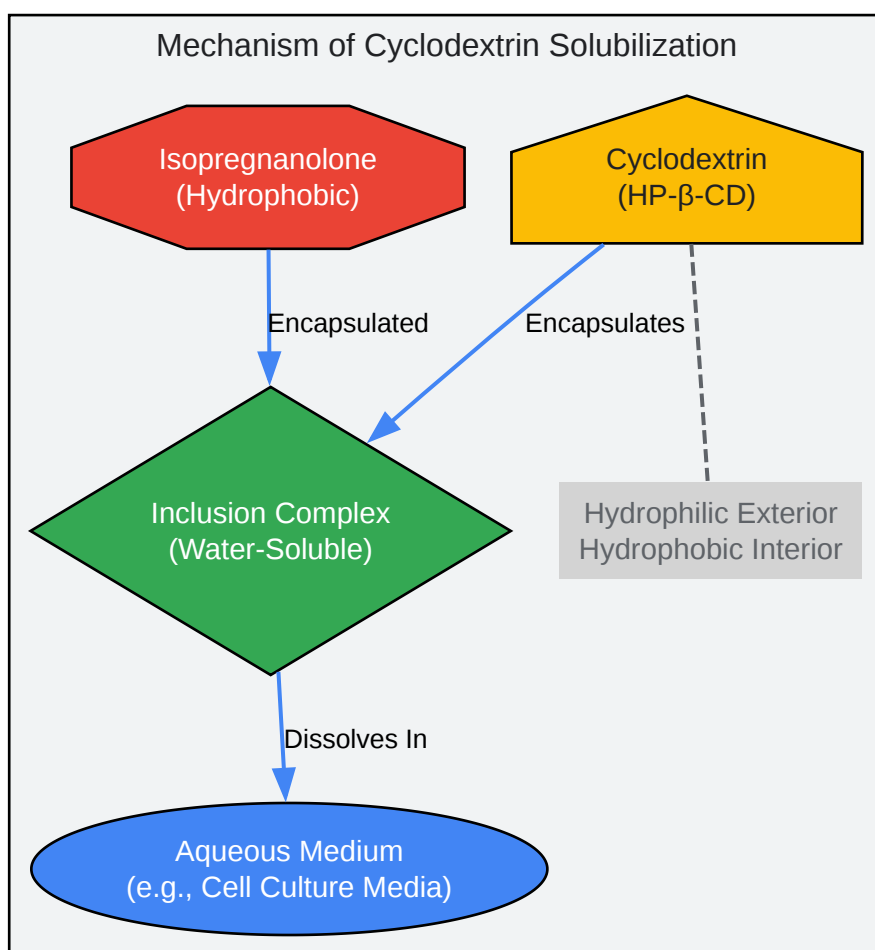 Mechanism of Cyclodextrin Solubilization
Isopregnanolone
(Hydrophobic)
Cyclodextrin
(HP-β-CD)
Encapsulated
Encapsulates
Inclusion Complex
(Water-Soluble)
Hydrophilic Exterior
Hydrophobic Interior
Dissolves In
Aqueous Medium
(e.g., Cell Culture Media)